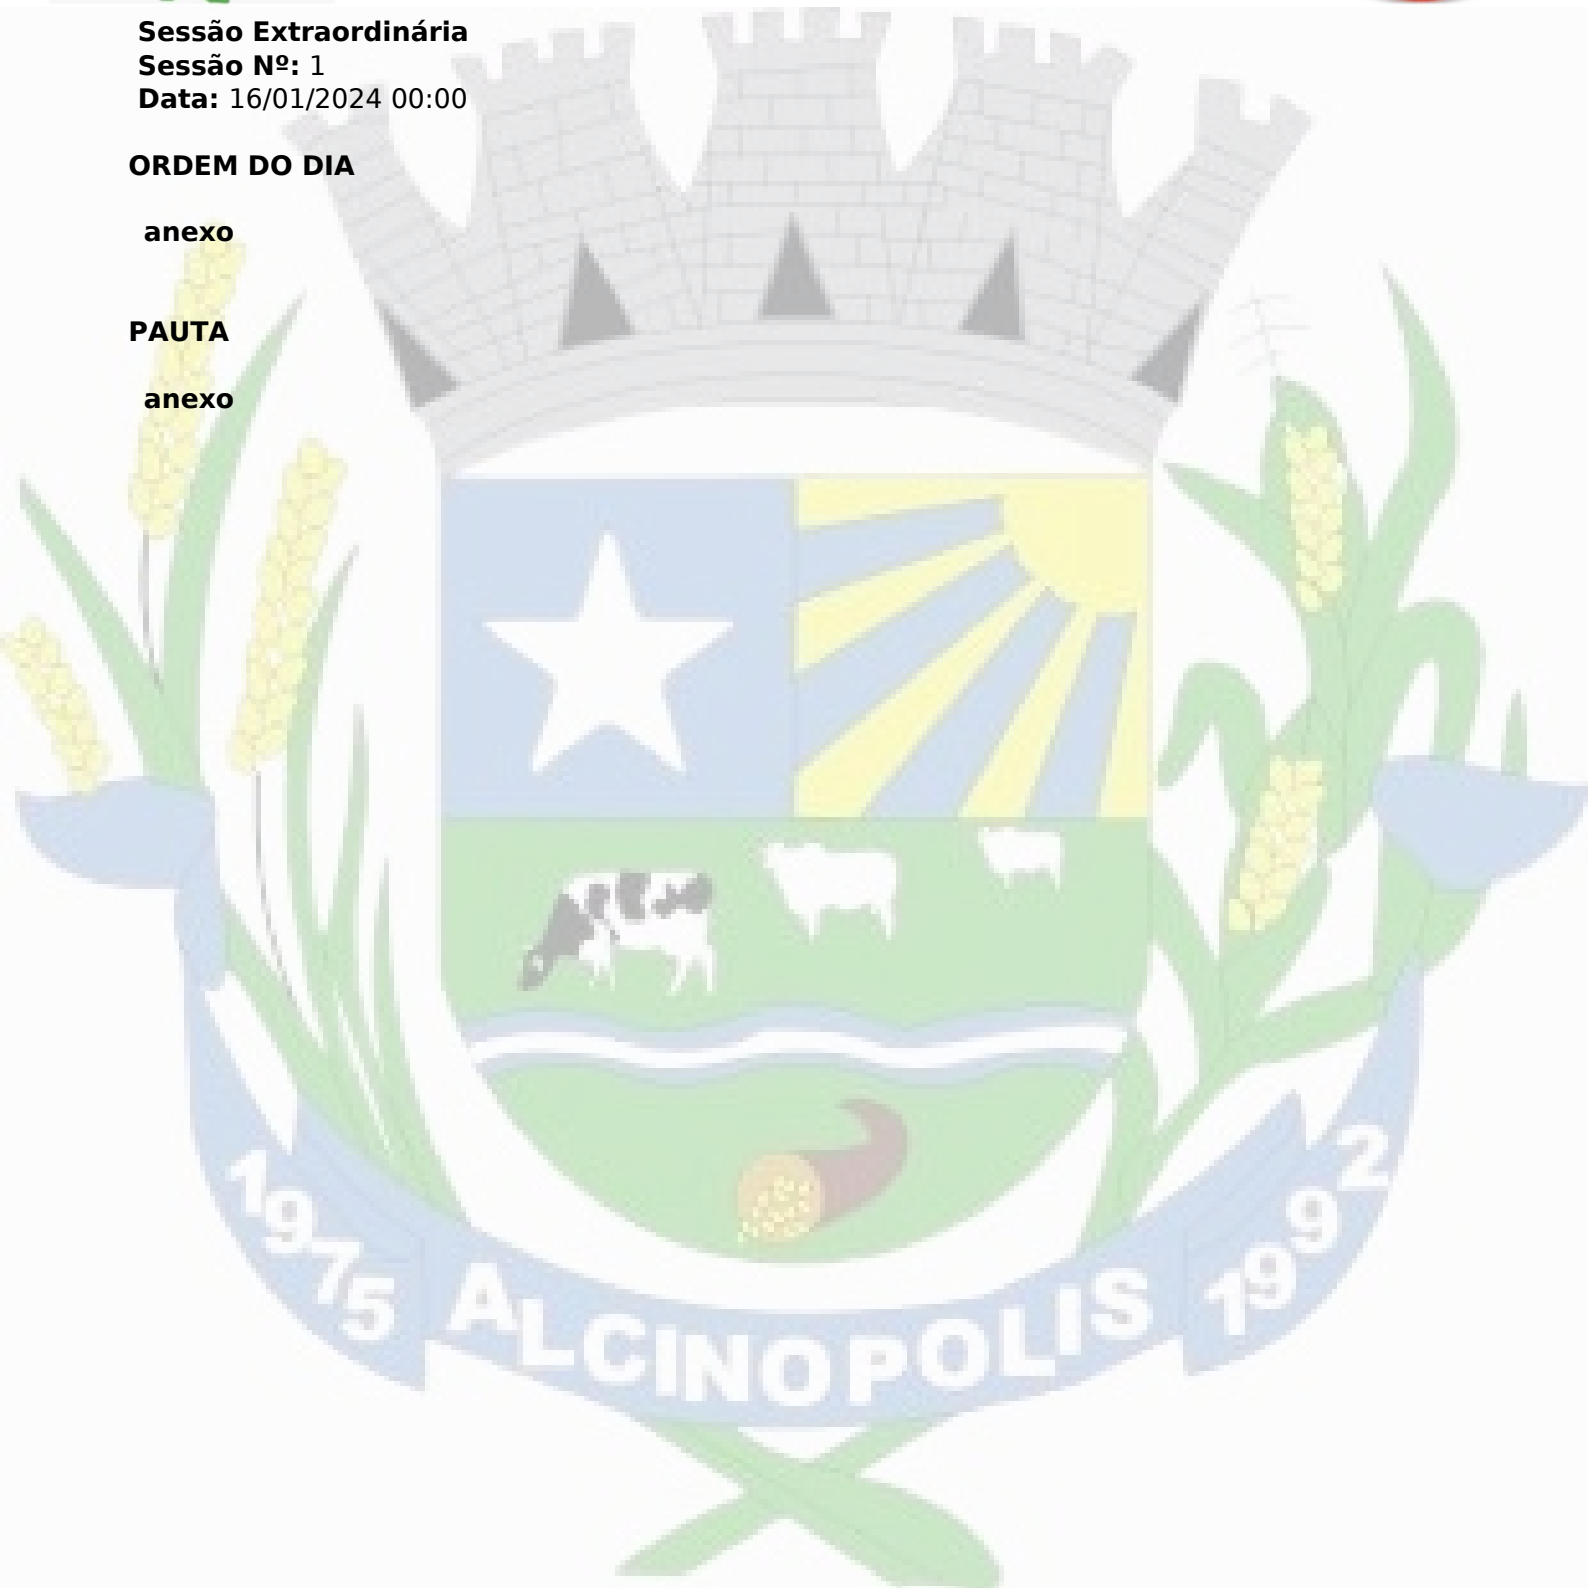 Sessão Extraordinária
Sessão Nº: 1
Data: 16/01/2024 00:00
ORDEM DO DIA
anexo
PAUTA
anexo
1975 ALCINOPOLIS 1992